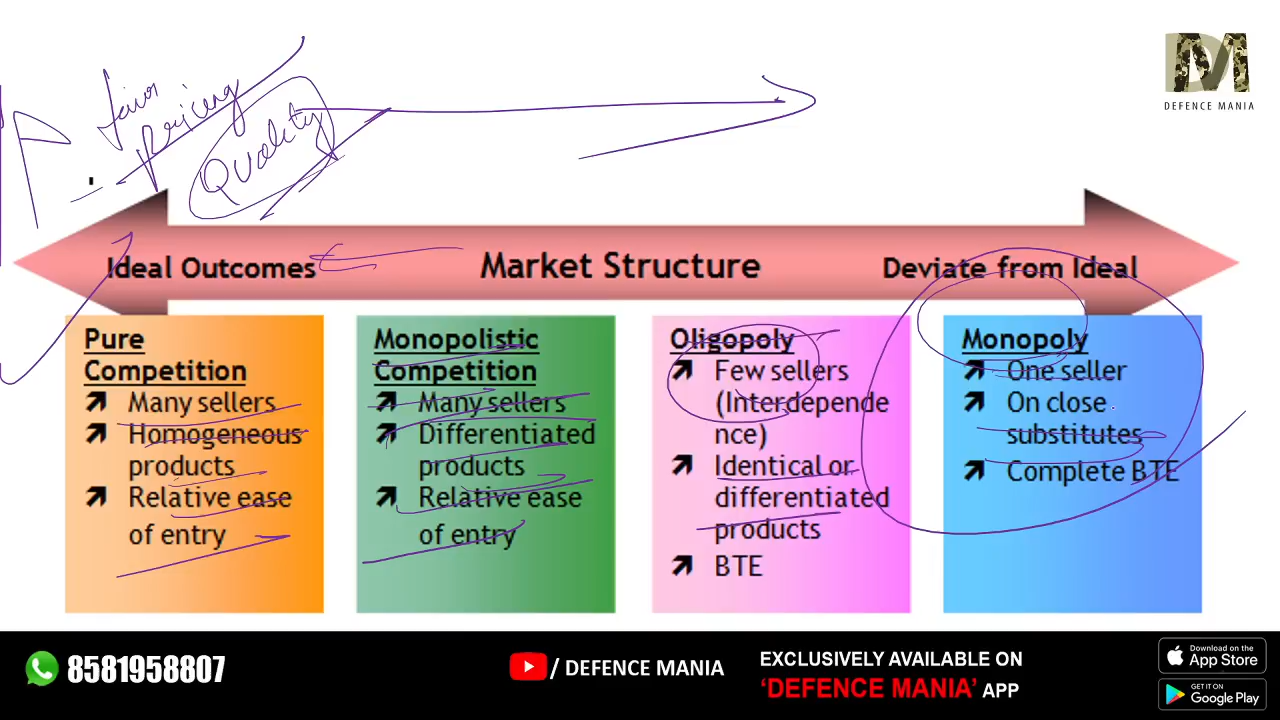 DM
DEFENCE MANIA
fair
Pricing
Quality
Ideal Outcomes
Market Structure
Deviate from Ideal
Pure
Competition
Many sellers
Homogeneous
products
Relative ease
of entry
Monopolistic
Competition
Many sellers
Differentiated
products
Relative ease
of entry
Oligopoly
Few sellers
(Interdepende
nce)
Identical or
differentiated
products
BTE
Monopoly
One seller
On close
substitutes
Complete BTE
8581958807
/ DEFENCE MANIA
EXCLUSIVELY AVAILABLE ON
‘DEFENCE MANIA’ APP
Download on the
App Store
GET IT ON
Google Play